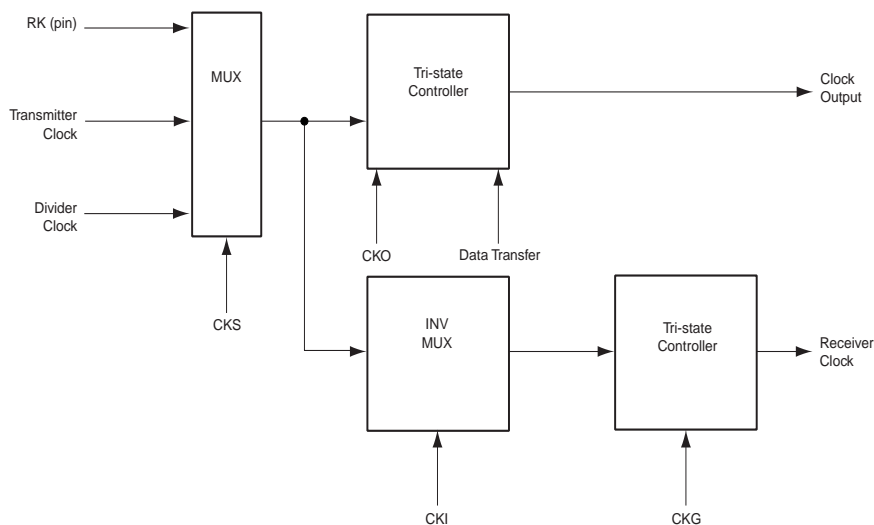 RK (pin)
MUX
Tri-state
Controller
Clock
Output
Transmitter
Clock
Divider
Clock
CKO
Data Transfer
CKS
INV
MUX
Tri-state
Controller
Receiver
Clock
CKI
CKG